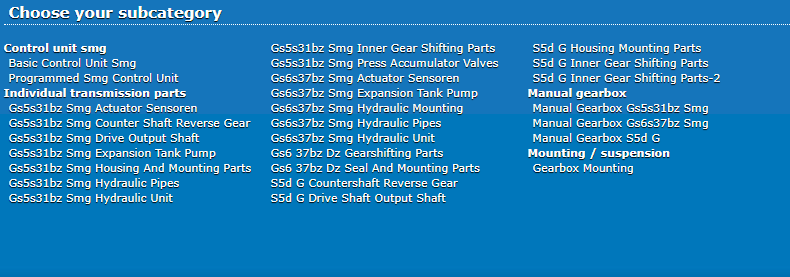 Choose your subcategory
Control unit smg
Basic Control Unit Smg
Programmed Smg Control Unit
Individual transmission parts
Gs5s31bz Smg Actuator Sensoren
Gs5s31bz Smg Counter Shaft Reverse Gear
Gs5s31bz Smg Drive Output Shaft
Gs5s31bz Smg Expansion Tank Pump
Gs5s31bz Smg Housing And Mounting Parts
Gs5s31bz Smg Hydraulic Pipes
Gs5s31bz Smg Hydraulic Unit
Gs5s31bz Smg Inner Gear Shifting Parts
Gs5s31bz Smg Press Accumulator Valves
Gs6s37bz Smg Actuator Sensoren
Gs6s37bz Smg Expansion Tank Pump
Gs6s37bz Smg Hydraulic Mounting
Gs6s37bz Smg Hydraulic Pipes
Gs6s37bz Smg Hydraulic Unit
Gs6 37bz Dz Gearshifting Parts
Gs6 37bz Dz Seal And Mounting Parts
S5d G Countershaft Reverse Gear
S5d G Drive Shaft Output Shaft
S5d G Housing Mounting Parts
S5d G Inner Gear Shifting Parts
S5d G Inner Gear Shifting Parts-2
Manual gearbox
Manual Gearbox Gs5s31bz Smg
Manual Gearbox Gs6s37bz Smg
Manual Gearbox S5d G
Mounting / suspension
Gearbox Mounting